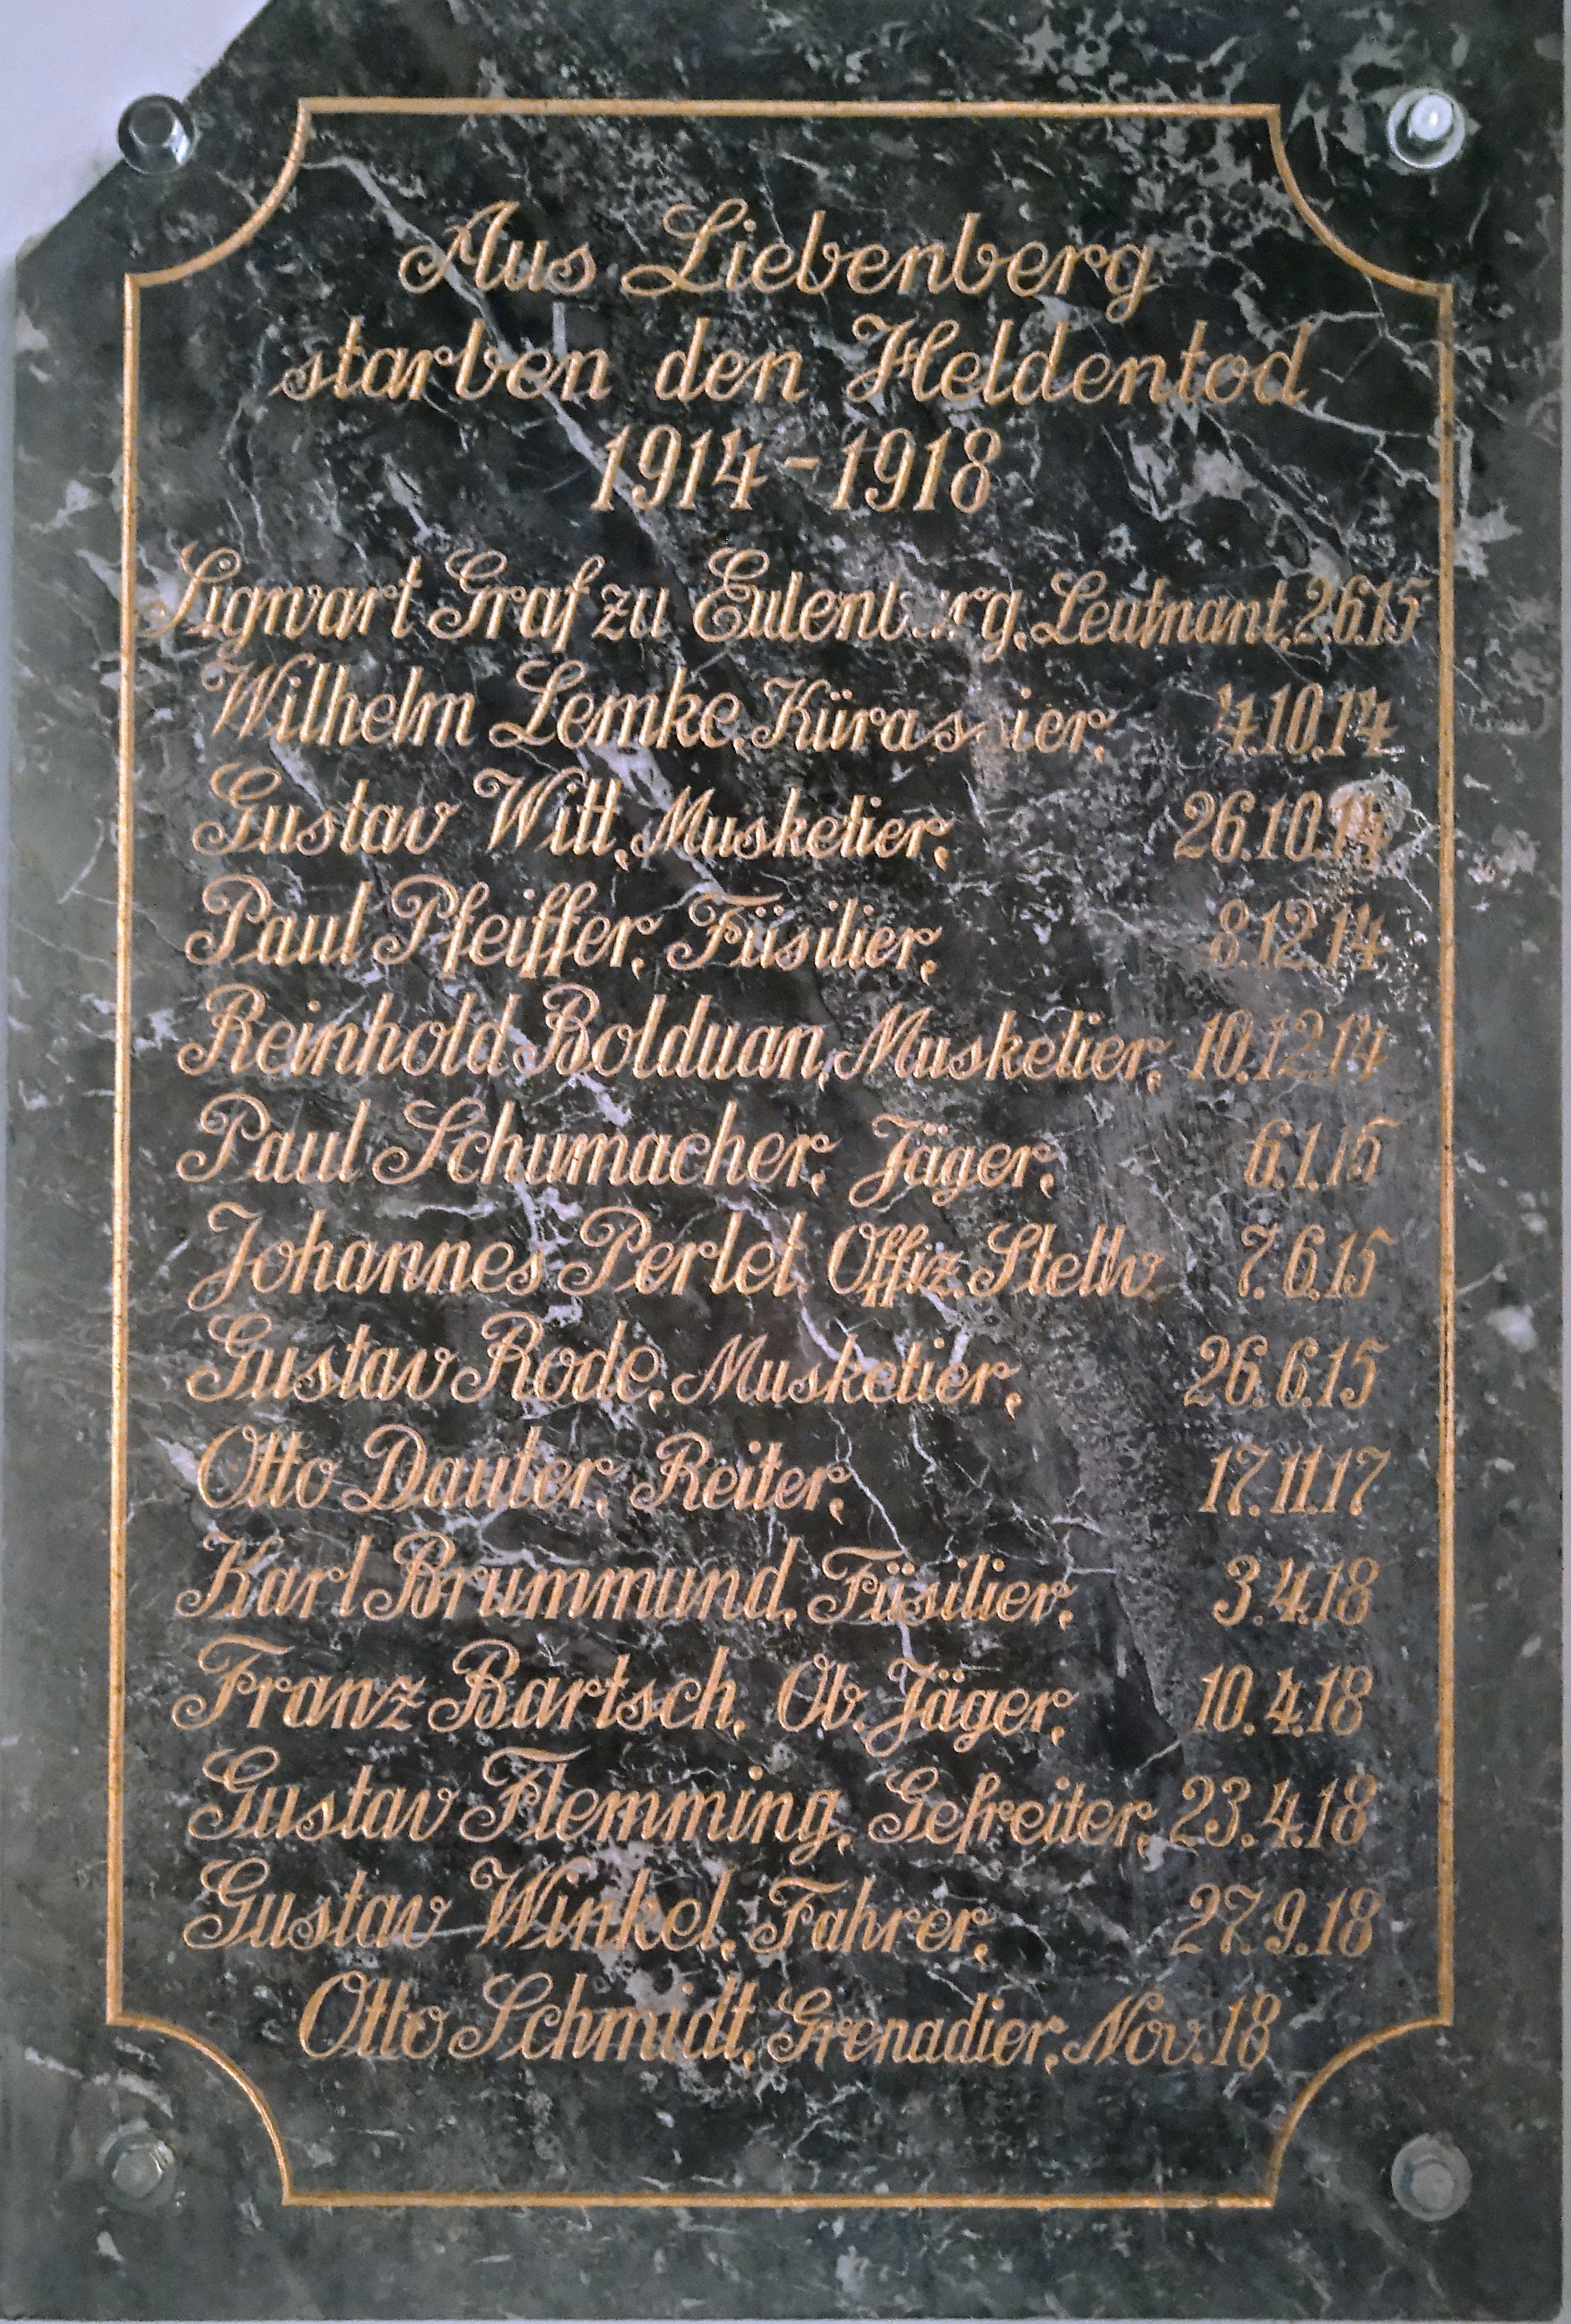 Aus Liebenberg
starben den Heldentod
1914-1918
Sigwart Graf zu Eulenburg, Leutnant, 2.6.15
Wilhelm Lemke, Kürassier, 4.10.14
Gustav Witt, Musketier, 26.10.14
Paul Pfeiffer, Füsilier, 8.12.14
Reinhold Bolduan, Musketier, 10.12.14
Paul Schumacher, Jäger, 6.1.15
Johannes Perlet Offiz. Stellv. 7.6.15
Gustav Rode, Musketier, 26.6.15
Otto Dauter, Reiter, 17.11.17
Karl Brummund, Füsilier, 3.4.18
Franz Bartsch, Ob. Jäger, 10.4.18
Gustav Flemming, Gefreiter, 23.4.18
Gustav Winkel, Fahrer, 27.9.18
Otto Schmidt, Grenadier, Nov. 18